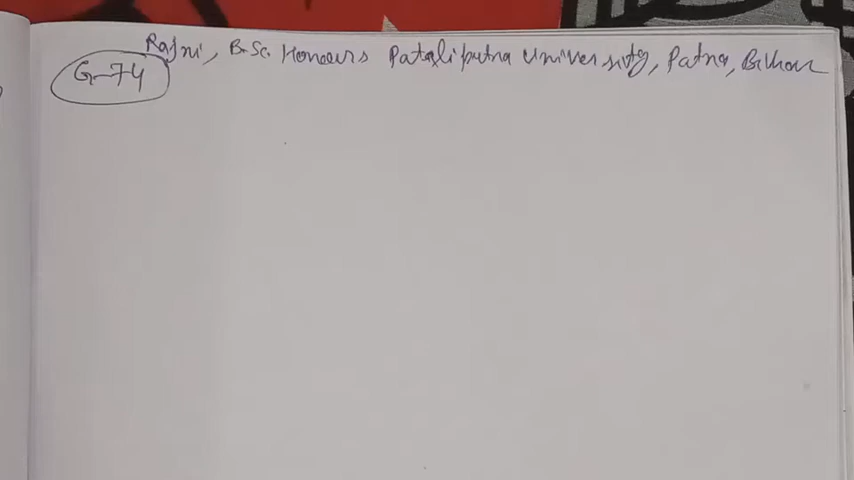 Rajni, B.Sc. Honours Pataliputra University, Patna, Bihar
G-74